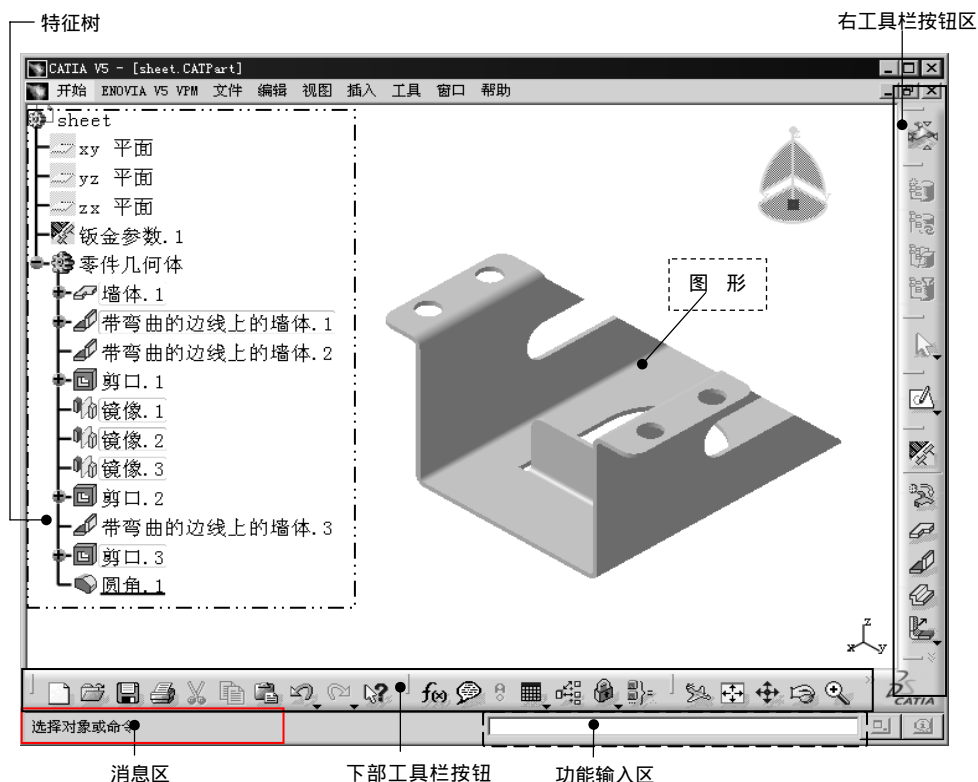 特征树
右工具栏按钮区
CATIA V5 - [sheet.CATPart]
开始 ENOVIA V5 VPM 文件 编辑 视图 插入 工具 窗口 帮助
sheet
xy 平面
yz 平面
zx 平面
钣金参数.1
零件几何体
墙体.1
带弯曲的边线上的墙体.1
带弯曲的边线上的墙体.2
剪口.1
镜像.1
镜像.2
镜像.3
剪口.2
带弯曲的边线上的墙体.3
剪口.3
圆角.1
图 形
z
x y
f(x)
CATIA
选择对象或命令
消息区
下部工具栏按钮
功能输入区